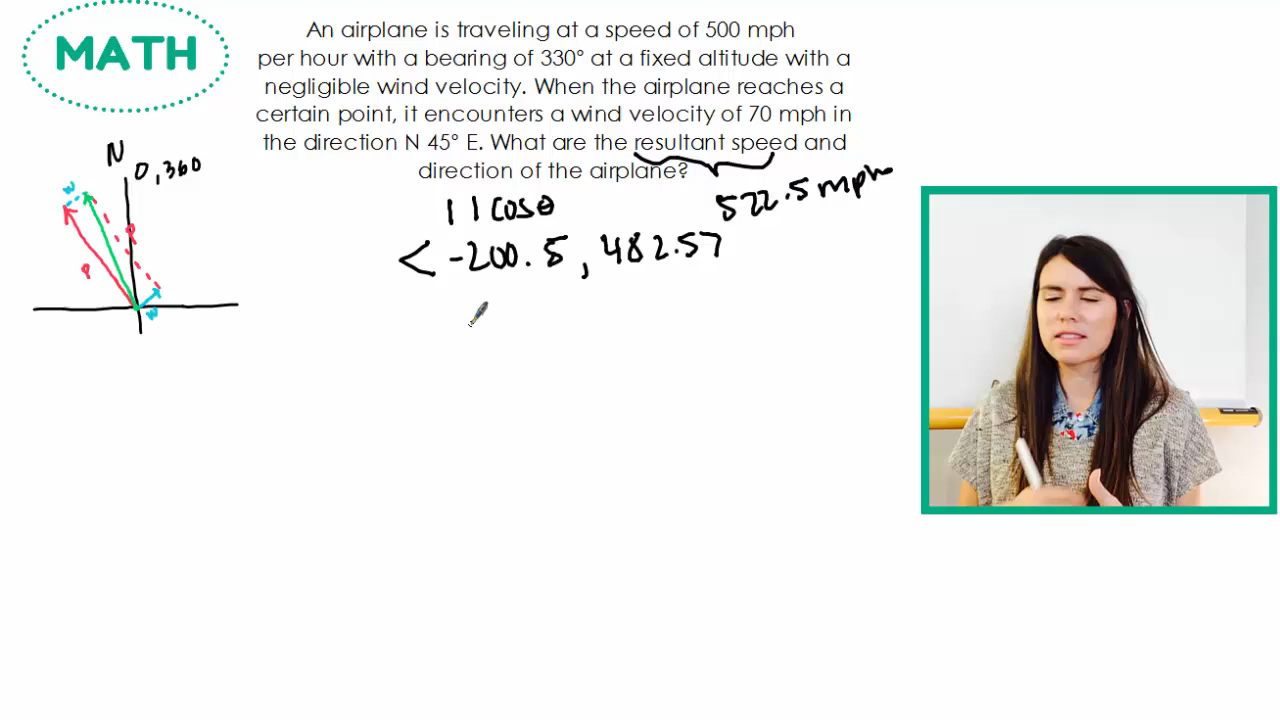 MATH
An airplane is traveling at a speed of 500 mph
per hour with a bearing of 330° at a fixed altitude with a
negligible wind velocity. When the airplane reaches a
certain point, it encounters a wind velocity of 70 mph in
the direction N 45° E. What are the resultant speed and
direction of the airplane?
N
0, 360
| | cosθ
522.5 mph
< -200.5, 482.57
w
P
P
w